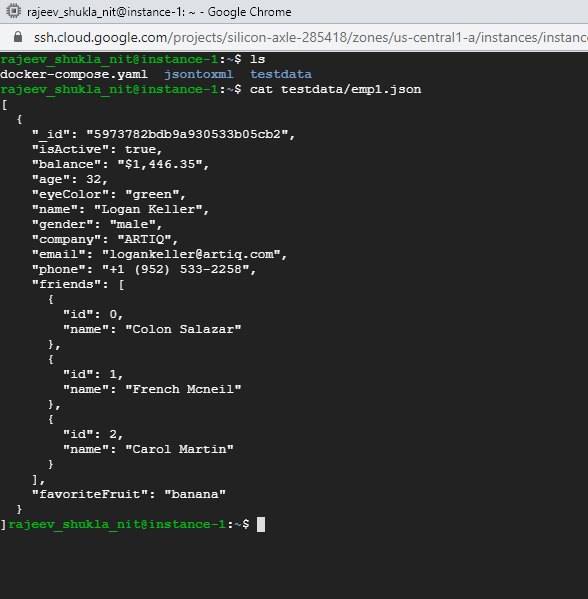 rajeev_shukla_nit@instance-1: ~ - Google Chrome
ssh.cloud.google.com/projects/silicon-axle-285418/zones/us-central1-a/instances/instanc
rajeev_shukla_nit@instance-1:~$ ls
docker-compose.yaml  jsontoxml  testdata
rajeev_shukla_nit@instance-1:~$ cat testdata/emp1.json
[
  {
    "_id": "5973782bdb9a930533b05cb2",
    "isActive": true,
    "balance": "$1,446.35",
    "age": 32,
    "eyeColor": "green",
    "name": "Logan Keller",
    "gender": "male",
    "company": "ARTIQ",
    "email": "logankeller@artiq.com",
    "phone": "+1 (952) 533-2258",
    "friends": [
      {
        "id": 0,
        "name": "Colon Salazar"
      },
      {
        "id": 1,
        "name": "French Mcneil"
      },
      {
        "id": 2,
        "name": "Carol Martin"
      }
    ],
    "favoriteFruit": "banana"
  }
]rajeev_shukla_nit@instance-1:~$